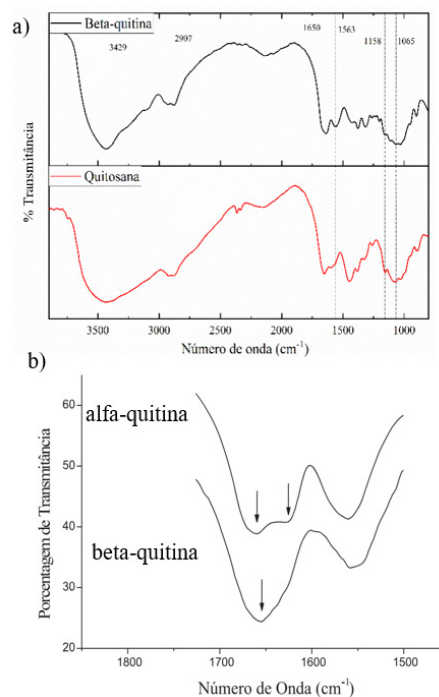 a)
Beta-quitina
3429
2907
1650
1563
1158
1065
Quitosana
% Transmitância
3500
3000
2500
2000
1500
1000
Número de onda (cm-1)
b)
alfa-quitina
beta-quitina
Porcentagem de Transmitância
60
50
40
30
20
1800
1700
1600
1500
Número de Onda (cm-1)